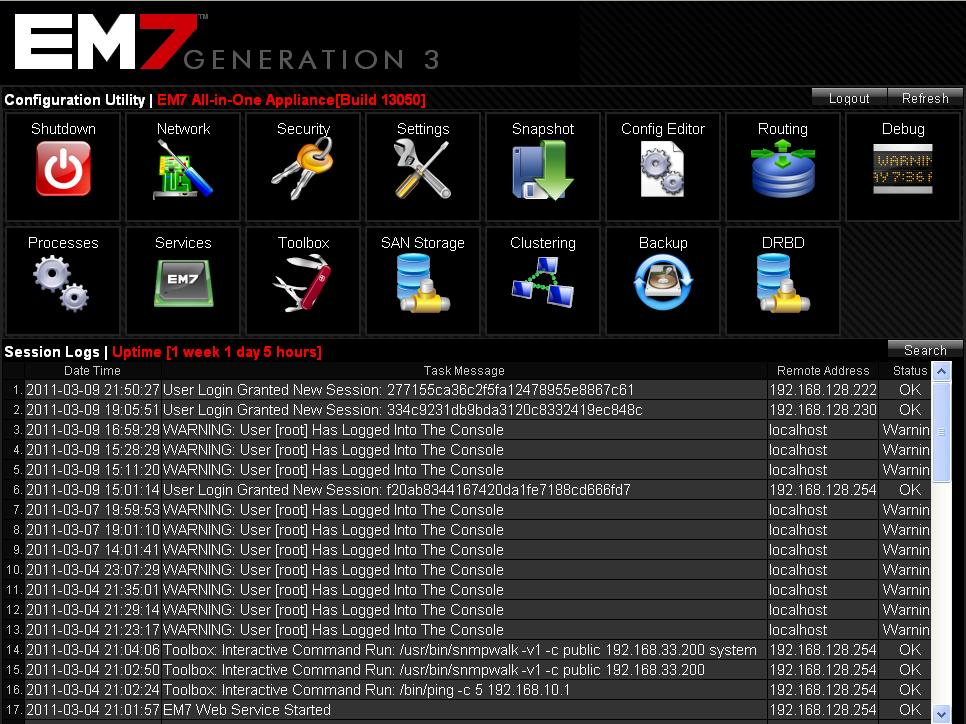 EM7™
GENERATION 3
Configuration Utility | EM7 All-in-One Appliance[Build 13050]
Logout Refresh
Shutdown Network Security Settings Snapshot Config Editor Routing Debug
WARNIN
AY 7:36 A
Processes Services Toolbox SAN Storage Clustering Backup DRBD
EM7
Session Logs | Uptime [1 week 1 day 5 hours]
Search
Date Time Task Message Remote Address Status
1. 2011-03-09 21:50:27 User Login Granted New Session: 277155ca36c2f5fa12478955e8867c61 192.168.128.222 OK
2. 2011-03-09 19:05:51 User Login Granted New Session: 334c9231db9bda3120c8332419ec848c 192.168.128.230 OK
3. 2011-03-09 16:59:29 WARNING: User [root] Has Logged Into The Console localhost Warnin
4. 2011-03-09 15:28:29 WARNING: User [root] Has Logged Into The Console localhost Warnin
5. 2011-03-09 15:11:20 WARNING: User [root] Has Logged Into The Console localhost Warnin
6. 2011-03-09 15:01:14 User Login Granted New Session: f20ab8344167420da1fe7188cd666fd7 192.168.128.254 OK
7. 2011-03-07 19:59:53 WARNING: User [root] Has Logged Into The Console localhost Warnin
8. 2011-03-07 19:01:10 WARNING: User [root] Has Logged Into The Console localhost Warnin
9. 2011-03-07 14:01:41 WARNING: User [root] Has Logged Into The Console localhost Warnin
10. 2011-03-04 23:07:29 WARNING: User [root] Has Logged Into The Console localhost Warnin
11. 2011-03-04 21:35:01 WARNING: User [root] Has Logged Into The Console localhost Warnin
12. 2011-03-04 21:29:14 WARNING: User [root] Has Logged Into The Console localhost Warnin
13. 2011-03-04 21:23:17 WARNING: User [root] Has Logged Into The Console localhost Warnin
14. 2011-03-04 21:04:06 Toolbox: Interactive Command Run: /usr/bin/snmpwalk -v1 -c public 192.168.33.200 system 192.168.128.254 OK
15. 2011-03-04 21:02:50 Toolbox: Interactive Command Run: /usr/bin/snmpwalk -v1 -c public 192.168.33.200 192.168.128.254 OK
16. 2011-03-04 21:02:24 Toolbox: Interactive Command Run: /bin/ping -c 5 192.168.10.1 192.168.128.254 OK
17. 2011-03-04 21:01:57 EM7 Web Service Started 192.168.128.254 OK